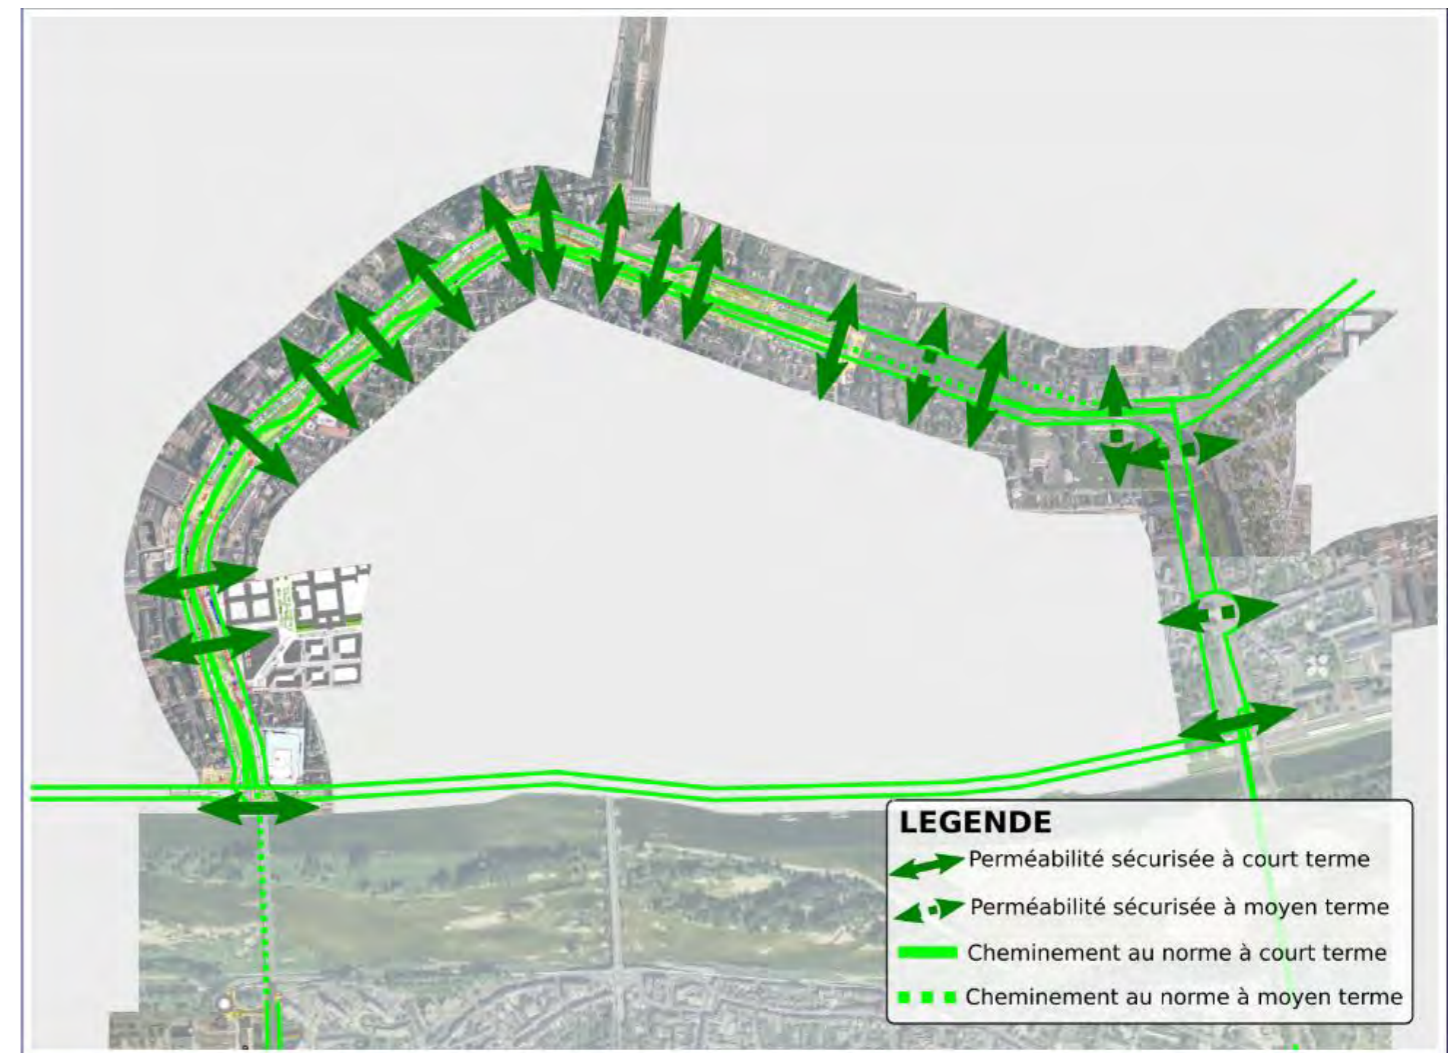 LEGENDE
Perméabilité sécurisée à court terme
Perméabilité sécurisée à moyen terme
Cheminement au norme à court terme
Cheminement au norme à moyen terme